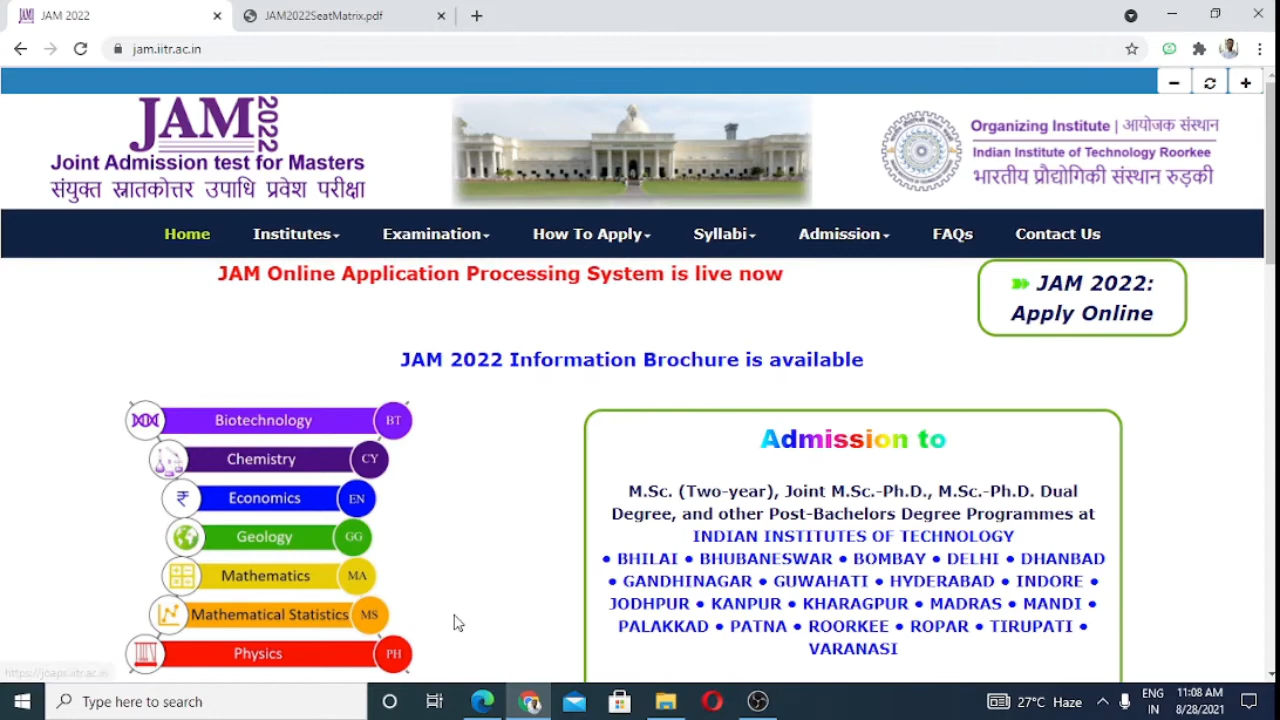 JAM 2022
JAM2022SeatMatrix.pdf
jam.iitr.ac.in
JAM 2022
Joint Admission test for Masters
संयुक्त स्नातकोत्तर उपाधि प्रवेश परीक्षा
Organizing Institute | आयोजक संस्थान
Indian Institute of Technology Roorkee
भारतीय प्रौद्योगिकी संस्थान रुड़की
Home Institutes Examination How To Apply Syllabi Admission FAQs Contact Us
JAM Online Application Processing System is live now
JAM 2022:
Apply Online
JAM 2022 Information Brochure is available
Biotechnology BT
Chemistry CY
Economics EN
Geology GG
Mathematics MA
Mathematical Statistics MS
Physics PH
Admission to
M.Sc. (Two-year), Joint M.Sc.-Ph.D., M.Sc.-Ph.D. Dual
Degree, and other Post-Bachelors Degree Programmes at
INDIAN INSTITUTES OF TECHNOLOGY
• BHILAI • BHUBANESWAR • BOMBAY • DELHI • DHANBAD
• GANDHINAGAR • GUWAHATI • HYDERABAD • INDORE •
JODHPUR • KANPUR • KHARAGPUR • MADRAS • MANDI •
PALAKKAD • PATNA • ROORKEE • ROPAR • TIRUPATI •
VARANASI
https://joaps.iitr.ac.in
Type here to search
27°C Haze
ENG
IN
11:08 AM
8/28/2021